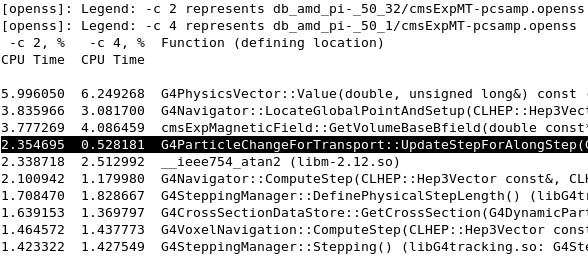 [openss]: Legend: -c 2 represents db_amd_pi-_50_32/cmsExpMT-pcsamp.openss
[openss]: Legend: -c 4 represents db_amd_pi-_50_1/cmsExpMT-pcsamp.openss
-c 2, % -c 4, % Function (defining location)
CPU Time CPU Time
5.996050 6.249268 G4PhysicsVector::Value(double, unsigned long&) const (
3.835966 3.081700 G4Navigator::LocateGlobalPointAndSetup(CLHEP::Hep3Vect
3.777269 4.086459 cmsExpMagneticField::GetVolumeBaseBfield(double const*
2.354695 0.528181 G4ParticleChangeForTransport::UpdateStepForAlongStep(G
2.338718 2.512992 __ieee754_atan2 (libm-2.12.so)
2.100942 1.179980 G4Navigator::ComputeStep(CLHEP::Hep3Vector const&, CLH
1.708470 1.828667 G4SteppingManager::DefinePhysicalStepLength() (libG4tr
1.639153 1.369797 G4CrossSectionDataStore::GetCrossSection(G4DynamicPart
1.464572 1.437773 G4VoxelNavigation::ComputeStep(CLHEP::Hep3Vector const
1.423322 1.427549 G4SteppingManager::Stepping() (libG4tracking.so: G4Ste